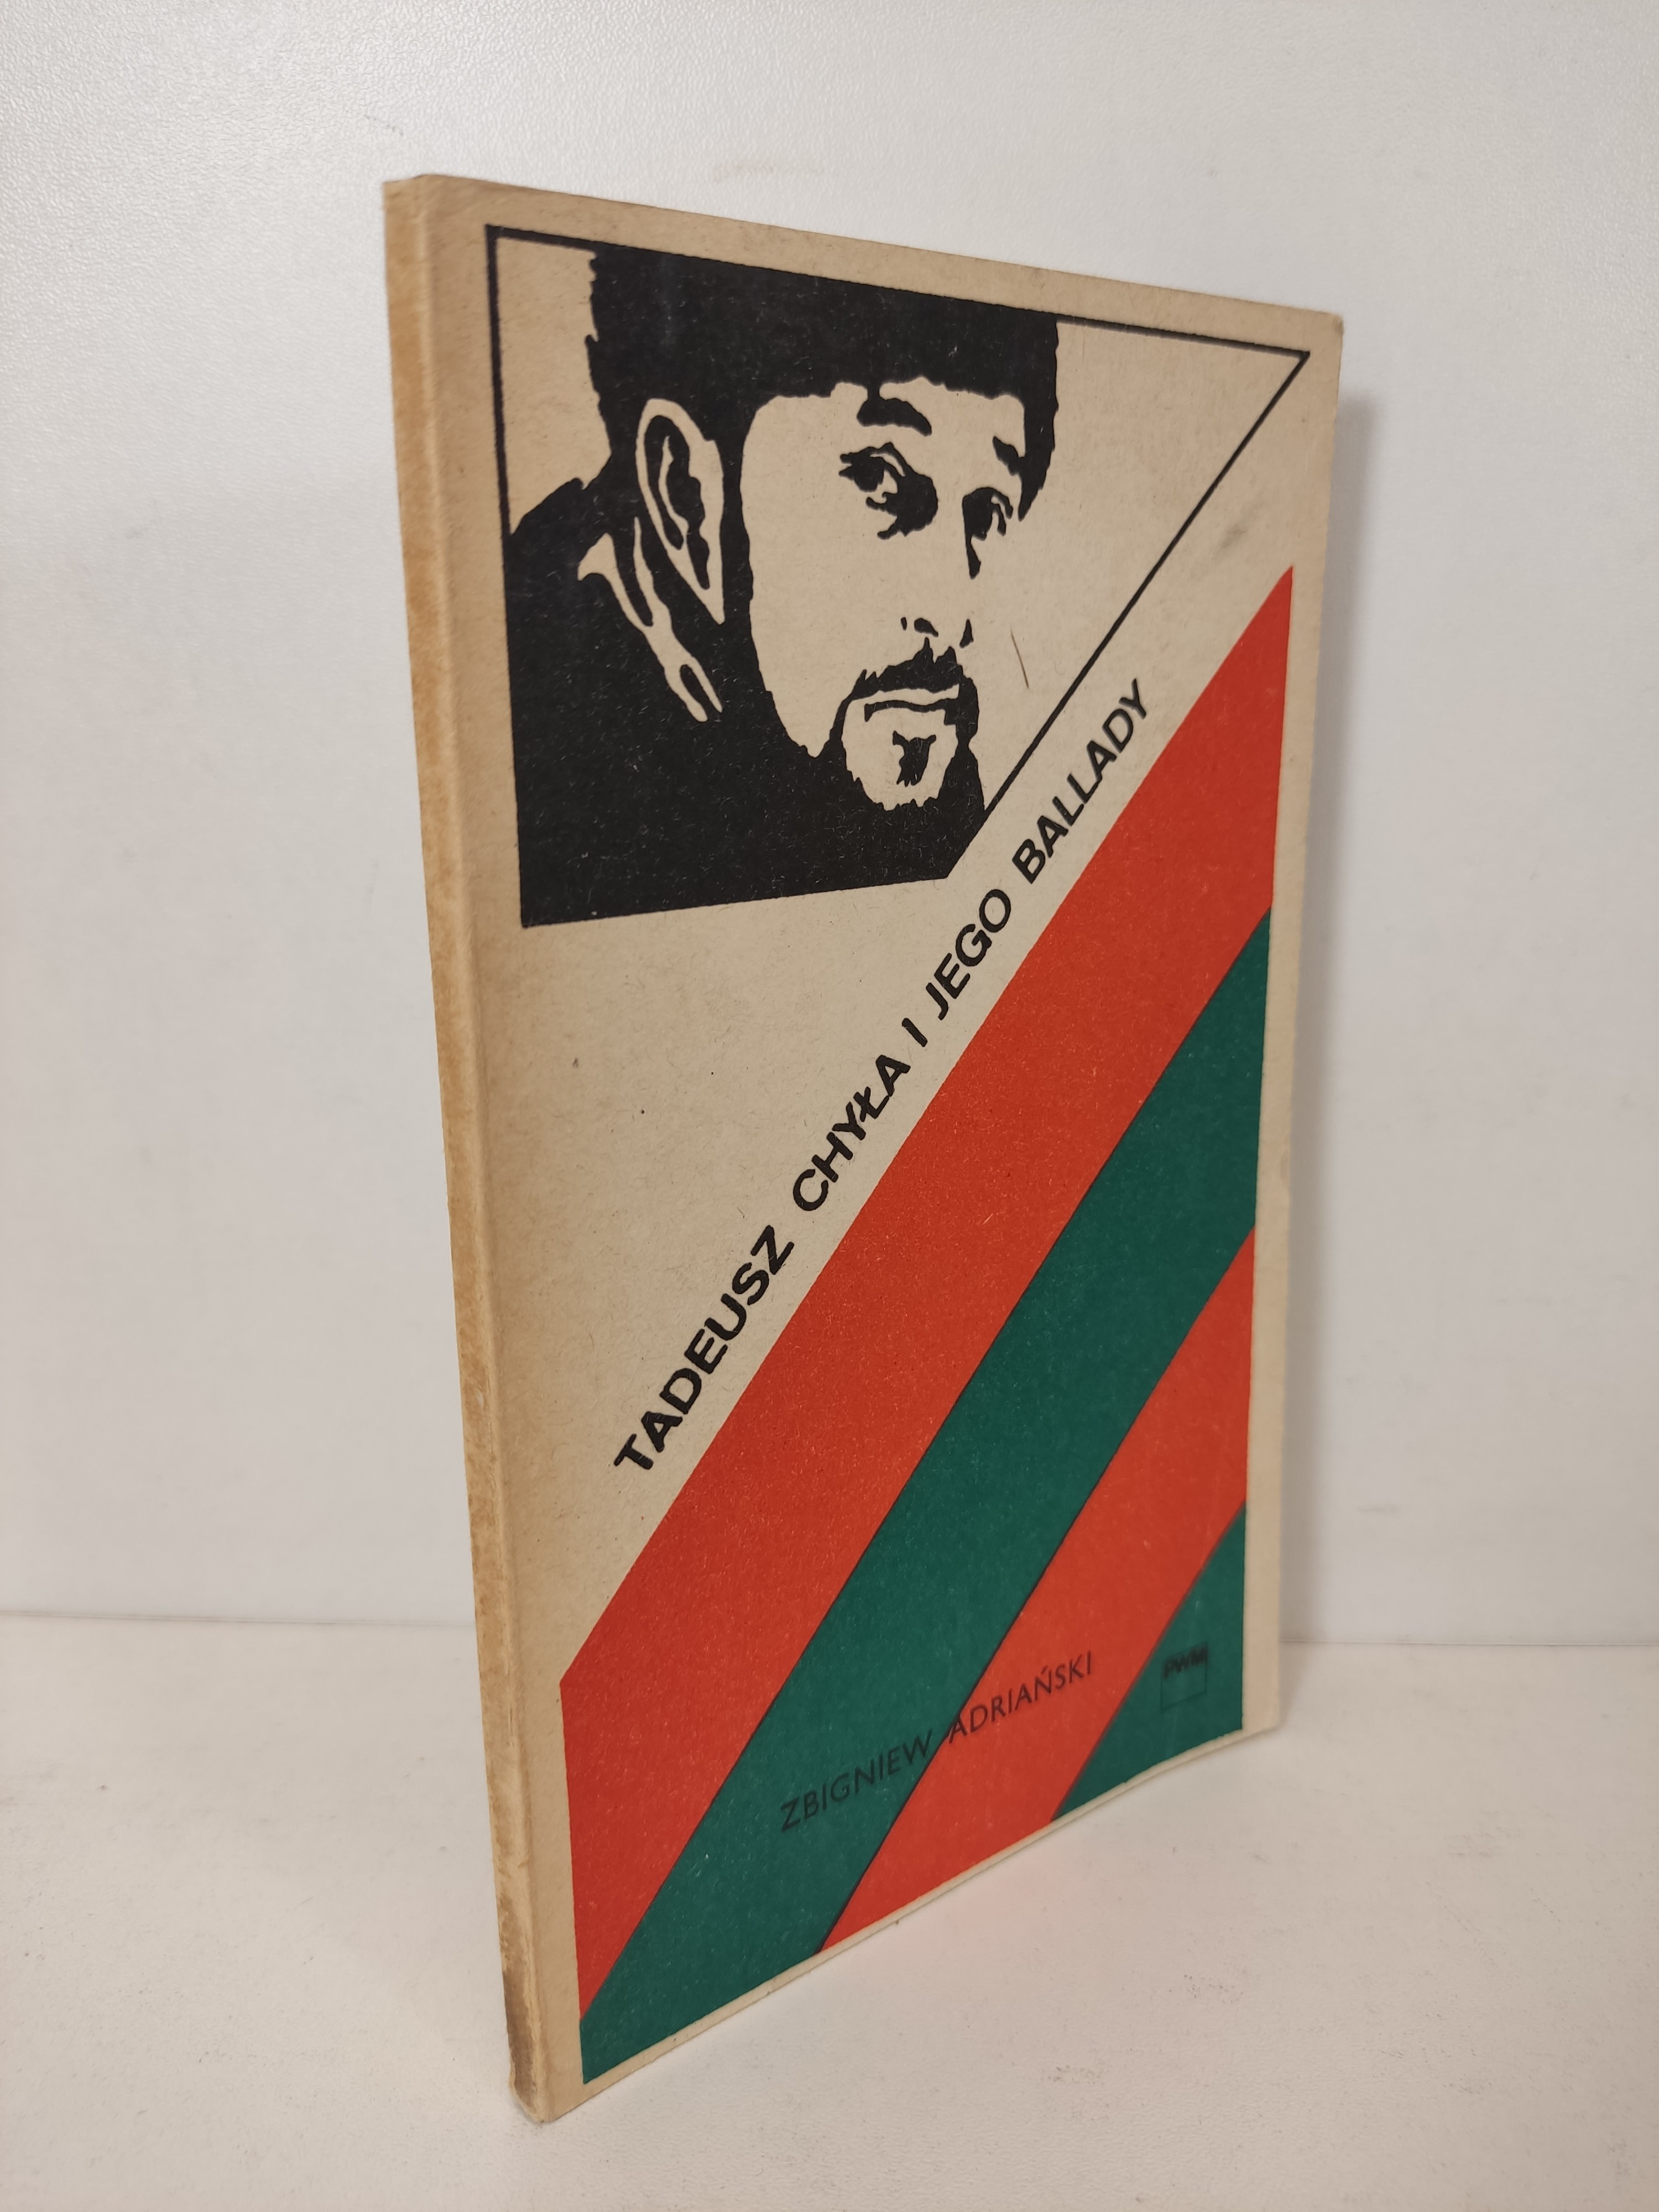 TADEUSZ CHYŁA I JEGO BALLADY
ZBIGNIEW ADRIAŃSKI
PWM